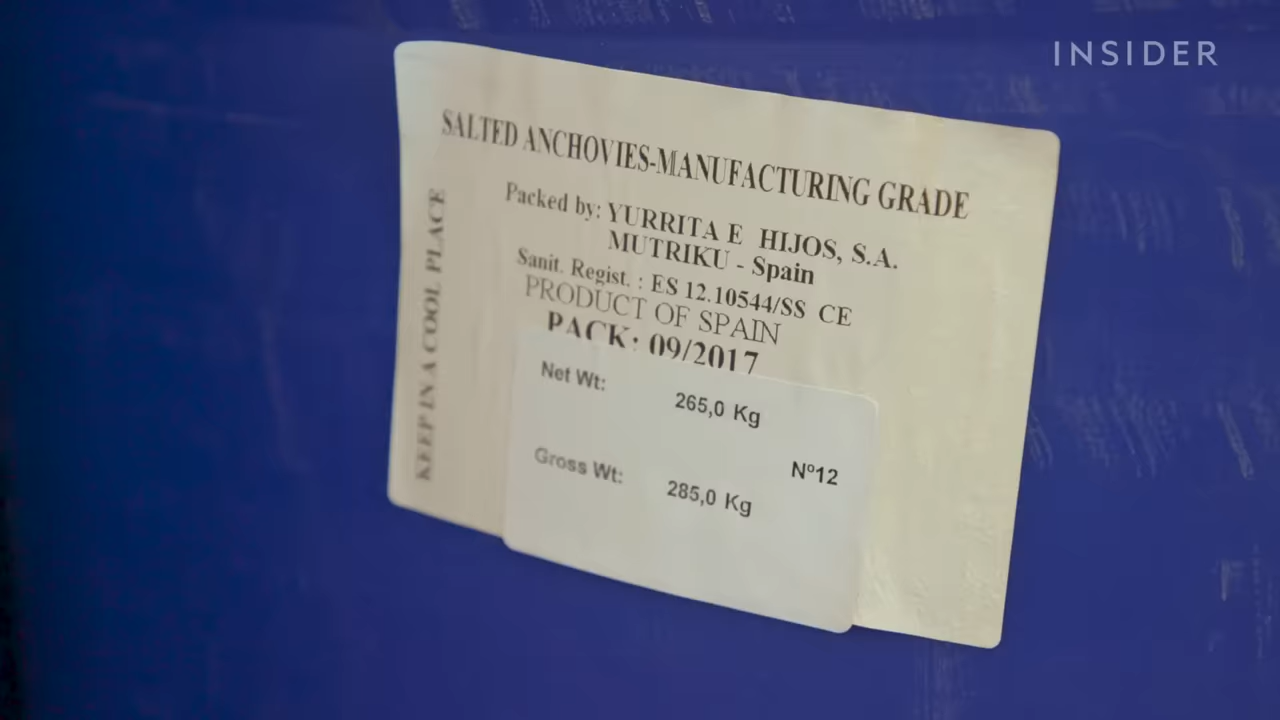 INSIDER
SALTED ANCHOVIES-MANUFACTURING GRADE
KEEP IN A COOL PLACE
Packed by: YURRITA E HIJOS, S.A.
MUTRIKU - Spain
Sanit. Regist. : ES 12.10544/SS CE
PRODUCT OF SPAIN
PACK: 09/2017
Net Wt: 265,0 Kg
Nº12
Gross Wt: 285,0 Kg